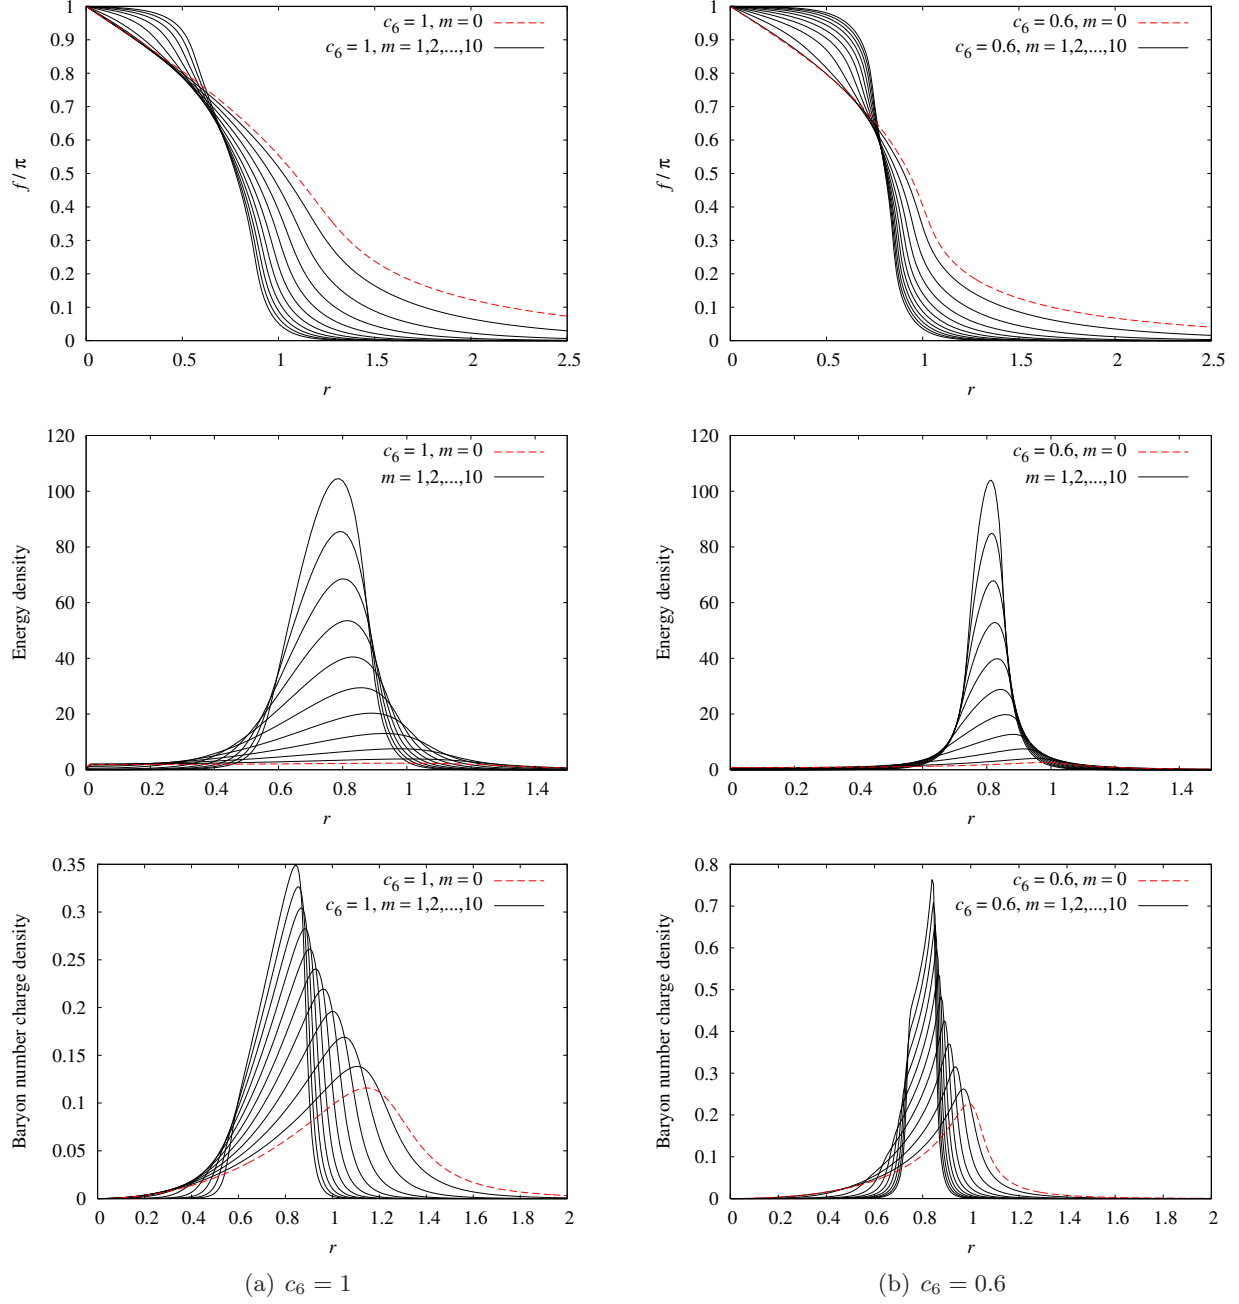 c6 = 1, m = 0
c6 = 1, m = 1,2,...,10
f / π
1
0.9
0.8
0.7
0.6
0.5
0.4
0.3
0.2
0.1
0
0 0.5 1 1.5 2 2.5
r
c6 = 0.6, m = 0
c6 = 0.6, m = 1,2,...,10
f / π
1
0.9
0.8
0.7
0.6
0.5
0.4
0.3
0.2
0.1
0
0 0.5 1 1.5 2 2.5
r
c6 = 1, m = 0
m = 1,2,...,10
Energy density
120
100
80
60
40
20
0
0 0.2 0.4 0.6 0.8 1 1.2 1.4
r
c6 = 0.6, m = 0
m = 1,2,...,10
Energy density
120
100
80
60
40
20
0
0 0.2 0.4 0.6 0.8 1 1.2 1.4
r
c6 = 1, m = 0
c6 = 1, m = 1,2,...,10
Baryon number charge density
0.35
0.3
0.25
0.2
0.15
0.1
0.05
0
0 0.2 0.4 0.6 0.8 1 1.2 1.4 1.6 1.8 2
r
c6 = 0.6, m = 0
c6 = 0.6, m = 1,2,...,10
Baryon number charge density
0.8
0.7
0.6
0.5
0.4
0.3
0.2
0.1
0
0 0.2 0.4 0.6 0.8 1 1.2 1.4 1.6 1.8 2
r
(a) c6 = 1
(b) c6 = 0.6